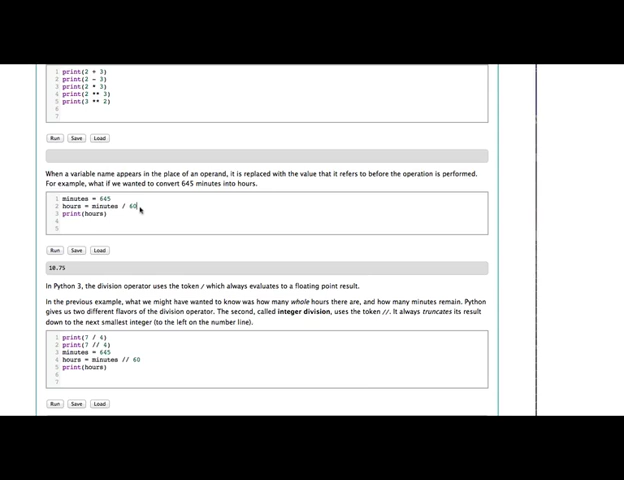 1 print(2 + 3)
2 print(2 - 3)
3 print(2 * 3)
4 print(2 ** 3)
5 print(3 ** 2)
6
7
Run Save Load
When a variable name appears in the place of an operand, it is replaced with the value that it refers to before the operation is performed.
For example, what if we wanted to convert 645 minutes into hours.
1 minutes = 645
2 hours = minutes / 60
3 print(hours)
4
5
Run Save Load
10.75
In Python 3, the division operator uses the token / which always evaluates to a floating point result.
In the previous example, what we might have wanted to know was how many whole hours there are, and how many minutes remain. Python
gives us two different flavors of the division operator. The second, called integer division, uses the token //. It always truncates its result
down to the next smallest integer (to the left on the number line).
1 print(7 / 4)
2 print(7 // 4)
3 minutes = 645
4 hours = minutes // 60
5 print(hours)
6
7
Run Save Load